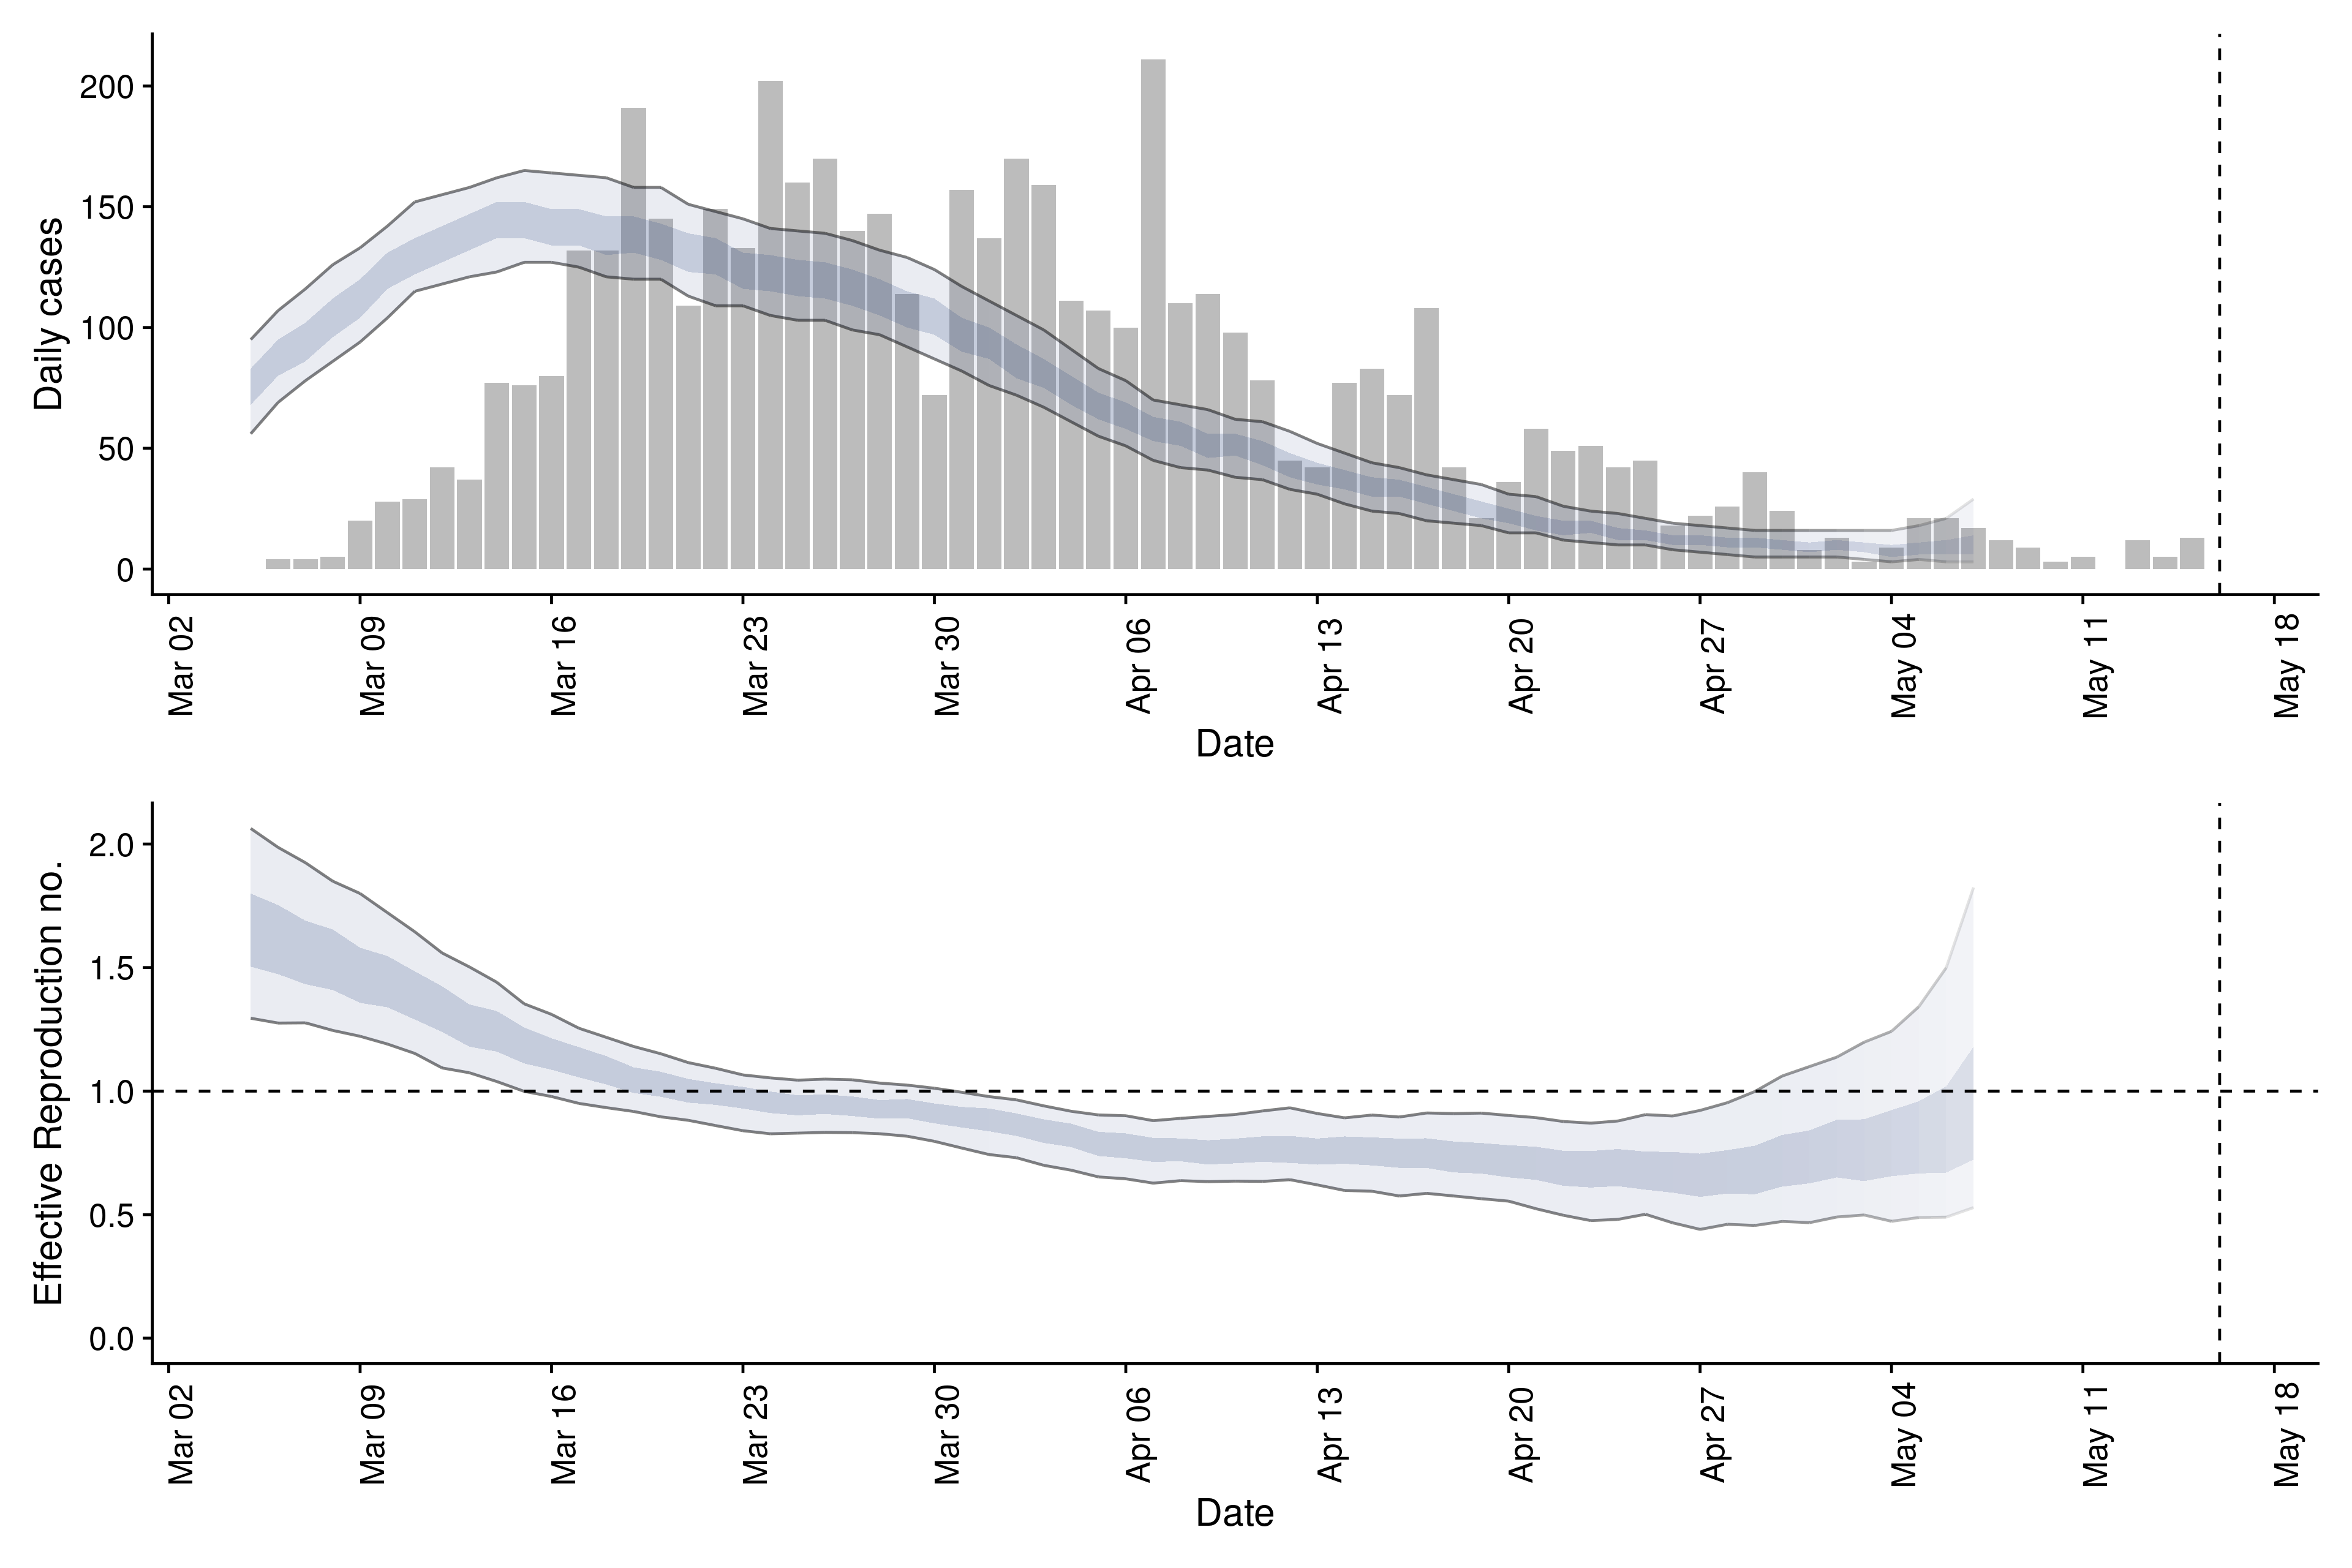 Daily cases
200
150
100
50
0
Mar 02
Mar 09
Mar 16
Mar 23
Mar 30
Apr 06
Apr 13
Apr 20
Apr 27
May 04
May 11
May 18
Date
Effective Reproduction no.
2.0
1.5
1.0
0.5
0.0
Mar 02
Mar 09
Mar 16
Mar 23
Mar 30
Apr 06
Apr 13
Apr 20
Apr 27
May 04
May 11
May 18
Date